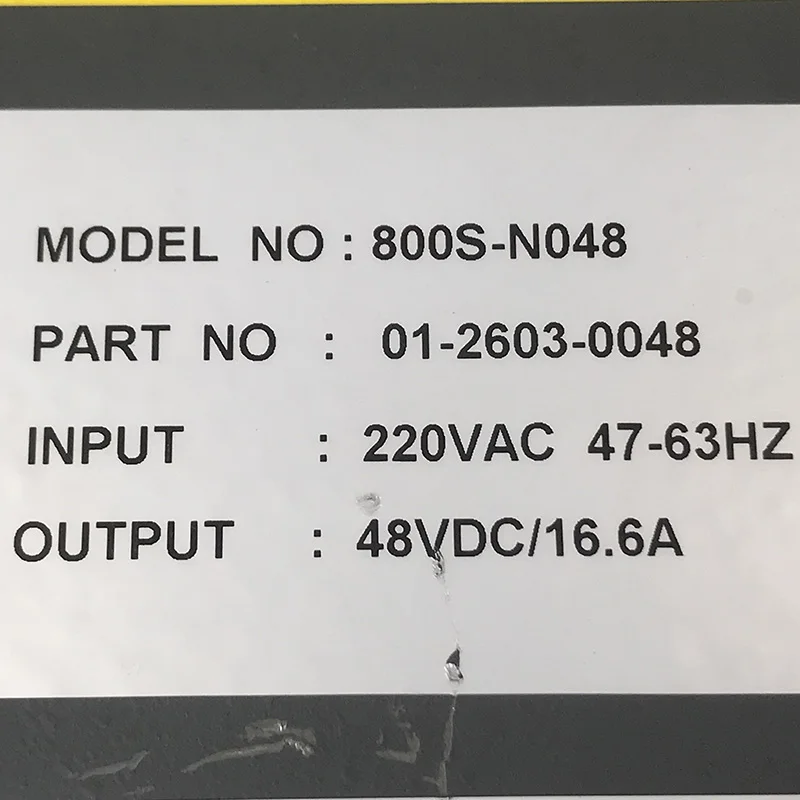 MODEL NO : 800S-N048
PART NO : 01-2603-0048
INPUT : 220VAC 47-63HZ
OUTPUT : 48VDC/16.6A